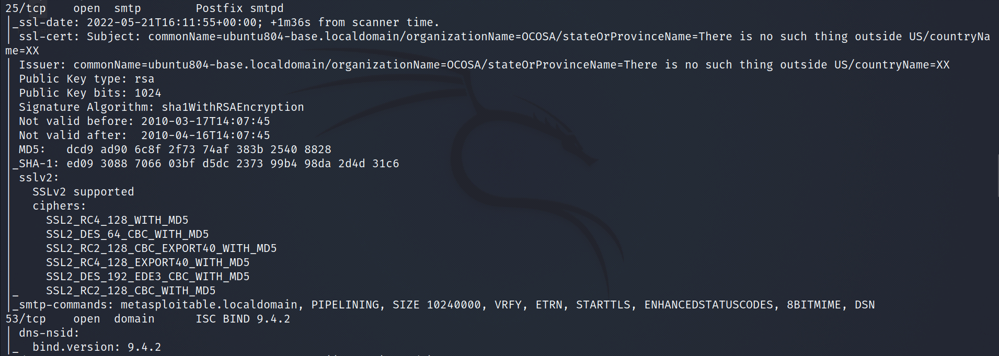 25/tcp    open  smtp        Postfix smtpd
|_ssl-date: 2022-05-21T16:11:55+00:00; +1m36s from scanner time.
| ssl-cert: Subject: commonName=ubuntu804-base.localdomain/organizationName=OCOSA/stateOrProvinceName=There is no such thing outside US/countryNa
me=XX
| Issuer: commonName=ubuntu804-base.localdomain/organizationName=OCOSA/stateOrProvinceName=There is no such thing outside US/countryName=XX
| Public Key type: rsa
| Public Key bits: 1024
| Signature Algorithm: sha1WithRSAEncryption
| Not valid before: 2010-03-17T14:07:45
| Not valid after:  2010-04-16T14:07:45
| MD5:   dcd9 ad90 6c8f 2f73 74af 383b 2540 8828
|_SHA-1: ed09 3088 7066 03bf d5dc 2373 99b4 98da 2d4d 31c6
| sslv2:
|   SSLv2 supported
|   ciphers:
|     SSL2_RC4_128_WITH_MD5
|     SSL2_DES_64_CBC_WITH_MD5
|     SSL2_RC2_128_CBC_EXPORT40_WITH_MD5
|     SSL2_RC4_128_EXPORT40_WITH_MD5
|     SSL2_DES_192_EDE3_CBC_WITH_MD5
|_    SSL2_RC2_128_CBC_WITH_MD5
|_smtp-commands: metasploitable.localdomain, PIPELINING, SIZE 10240000, VRFY, ETRN, STARTTLS, ENHANCEDSTATUSCODES, 8BITMIME, DSN
53/tcp    open  domain      ISC BIND 9.4.2
| dns-nsid:
|_  bind.version: 9.4.2